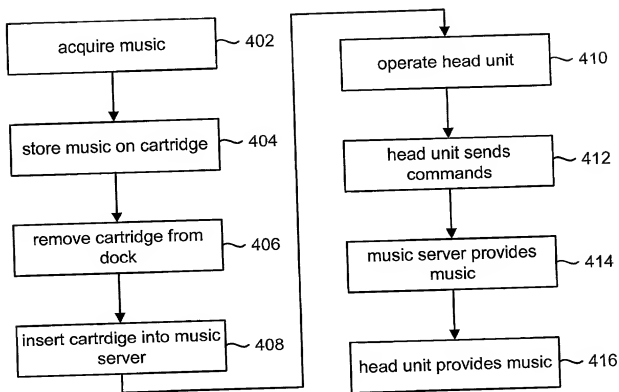 acquire music
402
store music on cartridge
404
remove cartridge from
dock
406
insert cartrdige into music
server
408
operate head unit
410
head unit sends
commands
412
music server provides
music
414
head unit provides music
416